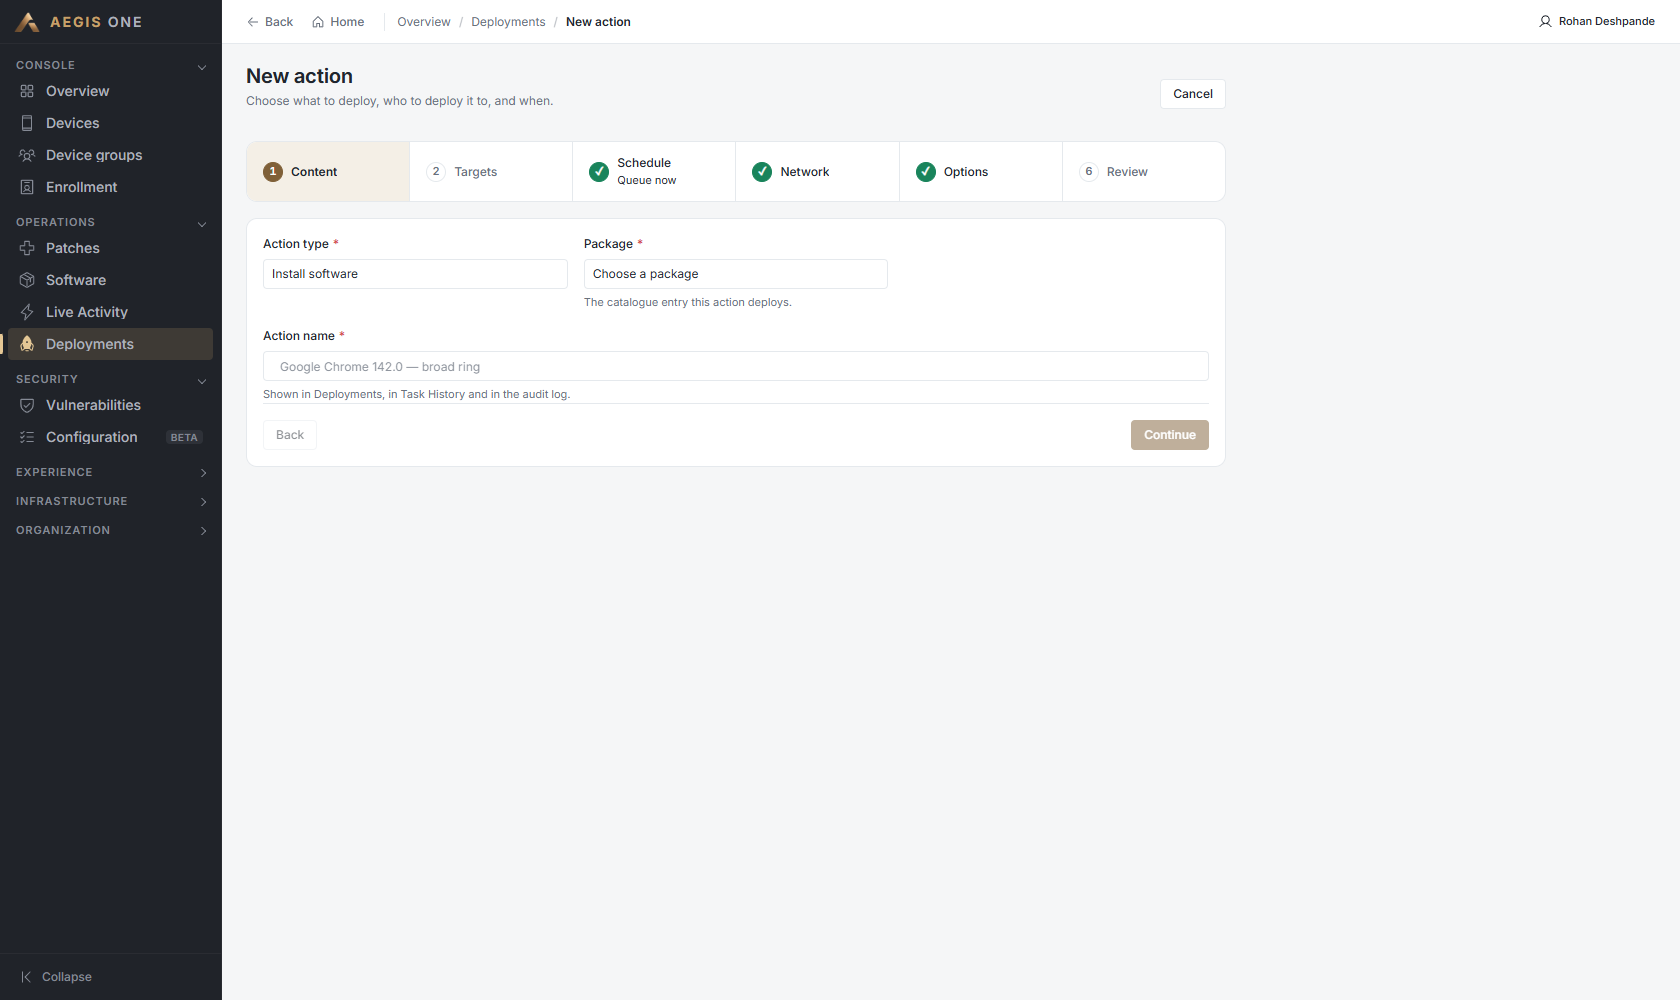 AEGIS ONE
Back
Home
Overview / Deployments / New action
Rohan Deshpande
CONSOLE
Overview
Devices
Device groups
Enrollment
OPERATIONS
Patches
Software
Live Activity
Deployments
SECURITY
Vulnerabilities
Configuration BETA
EXPERIENCE
INFRASTRUCTURE
ORGANIZATION
Collapse
New action
Choose what to deploy, who to deploy it to, and when.
Cancel
1 Content
2 Targets
Schedule
Queue now
Network
Options
6 Review
Action type *
Install software
Package *
Choose a package
The catalogue entry this action deploys.
Action name *
Google Chrome 142.0 — broad ring
Shown in Deployments, in Task History and in the audit log.
Back
Continue